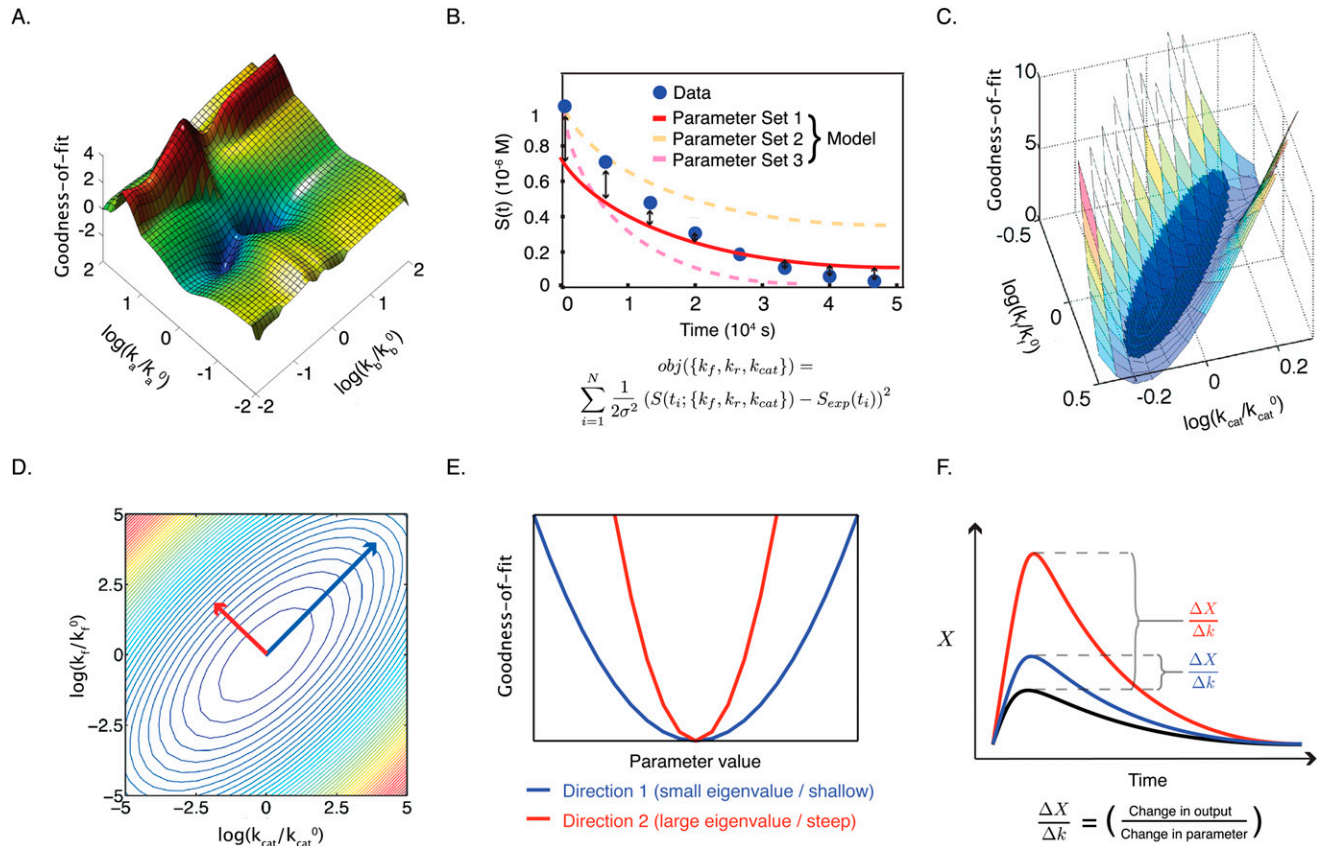 A.
Goodness-of-fit
4
2
0
-2
2
1
0
-1
-2
log(k_a/k_a^0)
-2
-1
0
1
2
log(k_b/k_b^0)
B.
Data
Parameter Set 1
Parameter Set 2
Parameter Set 3
} Model
S(t) (10^-6 M)
1
0.8
0.6
0.4
0.2
0
0 1 2 3 4 5
Time (10^4 s)
obj({k_f, k_r, k_cat}) =
∑_{i=1}^{N} 1/2σ² (S(t_i; {k_f, k_r, k_cat}) − S_exp(t_i))²
C.
Goodness-of-fit
10
5
0
-0.5
0
0.5
log(k_f/k_f^0)
-0.2
0
0.2
log(k_cat/k_cat^0)
D.
log(k_f/k_f^0)
5
2.5
0
-2.5
-5
-5 -2.5 0 2.5 5
log(k_cat/k_cat^0)
E.
Goodness-of-fit
Parameter value
Direction 1 (small eigenvalue / shallow)
Direction 2 (large eigenvalue / steep)
F.
X
ΔX/Δk
ΔX/Δk
Time
ΔX/Δk = (Change in output/Change in parameter)